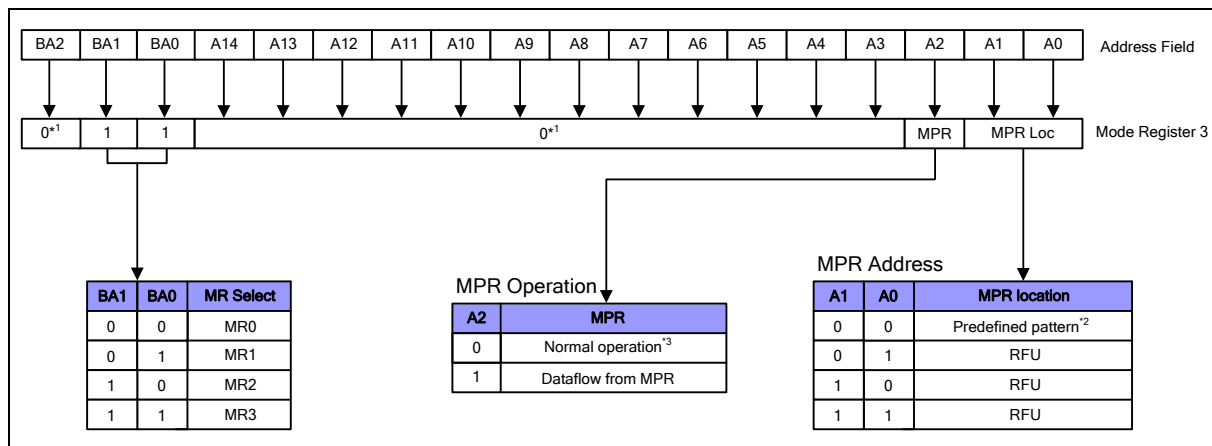 BA2 BA1 BA0 A14 A13 A12 A11 A10 A9 A8 A7 A6 A5 A4 A3 A2 A1 A0 Address Field
0*1 1 1 0*1 MPR MPR Loc Mode Register 3
BA1 BA0 MR Select
0 0 MR0
0 1 MR1
1 0 MR2
1 1 MR3
MPR Operation
A2 MPR
0 Normal operation*3
1 Dataflow from MPR
MPR Address
A1 A0 MPR location
0 0 Predefined pattern*2
0 1 RFU
1 0 RFU
1 1 RFU